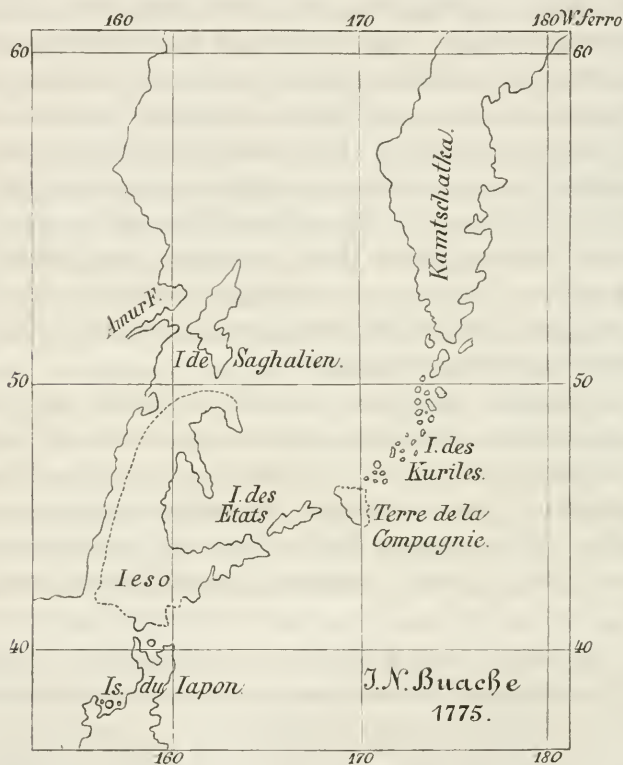 160 170 180 W. Ferro
60 60
Kamtschatka.
Amur F.
I de Saghalien.
50 50
I. des
Kuriles.
I. des
Etats
Terre de la
Compagnie.
Ieso
40 40
Is. du Iapon.
J. N. Buache
1775.
160 170 180